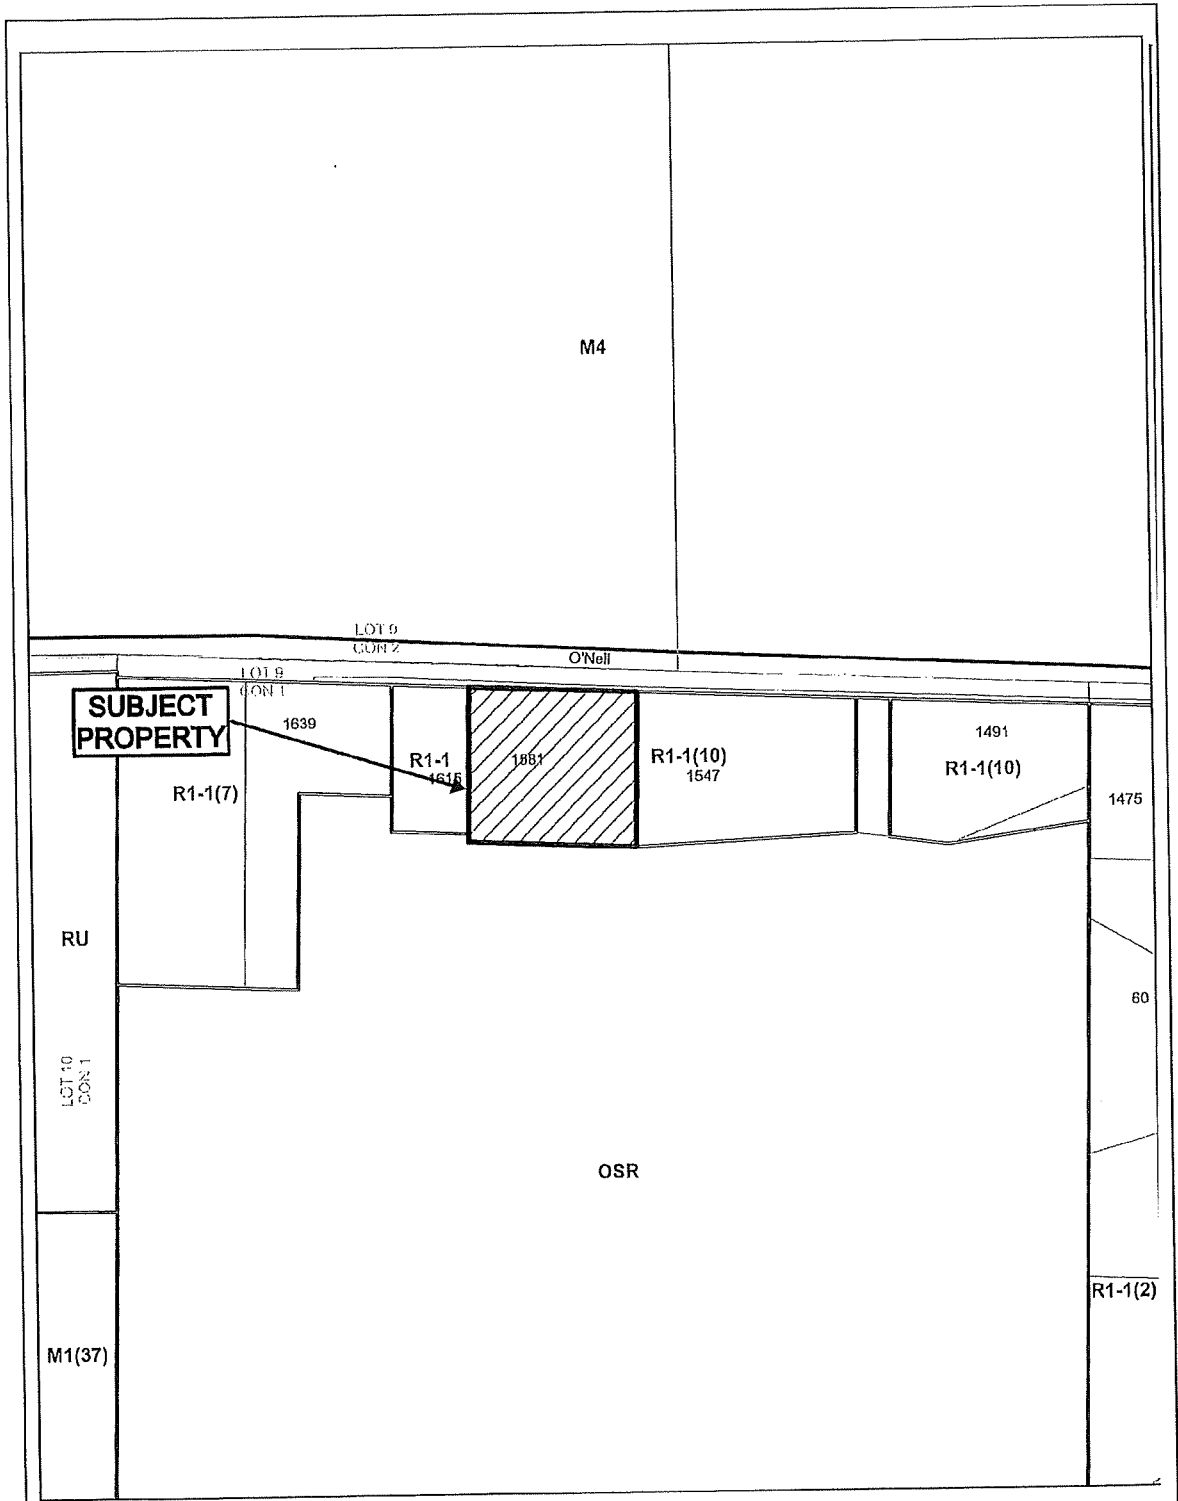 M4
LOT 9
CON 2
O'Neil
LOT 9
CON 1
SUBJECT
PROPERTY
1639
R1-1(7)
R1-1
1615
R1-1(10)
1547
1491
R1-1(10)
1475
RU
60
LOT 10
CON 1
OSR
R1-1(2)
M1(37)